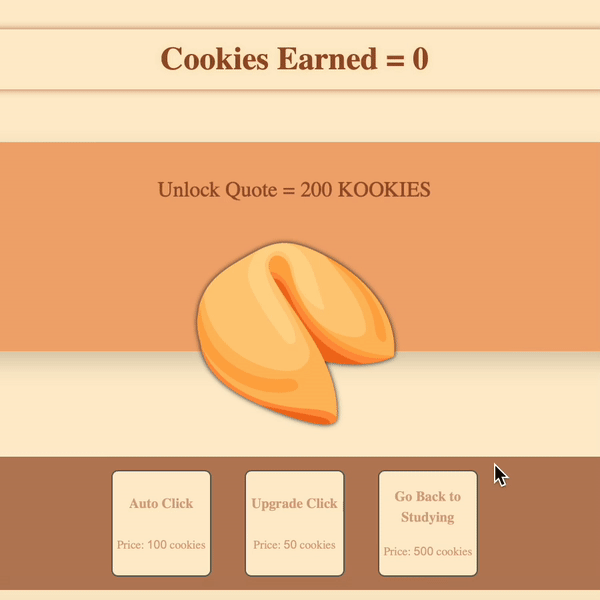 Cookies Earned = 0
Unlock Quote = 200 KOOKIES
Auto Click
Price: 100 cookies
Upgrade Click
Price: 50 cookies
Go Back to
Studying
Price: 500 cookies